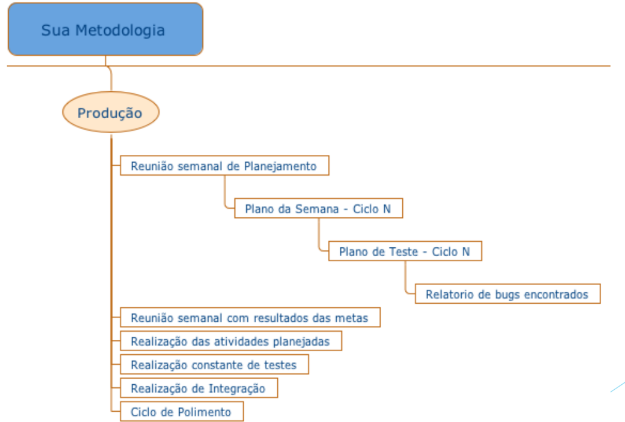 Sua Metodologia
Produção
Reunião semanal de Planejamento
Plano da Semana - Ciclo N
Plano de Teste - Ciclo N
Relatorio de bugs encontrados
Reunião semanal com resultados das metas
Realização das atividades planejadas
Realização constante de testes
Realização de Integração
Ciclo de Polimento